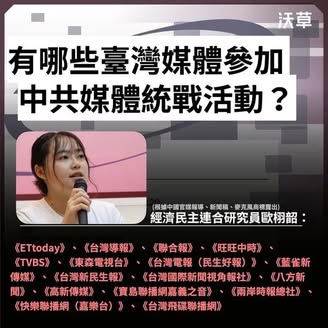 沃草
有哪些臺灣媒體參加
中共媒體統戰活動？
(根據中國官媒報導、新聞稿、麥克風商標露出)
經濟民主連合研究員歐栩韶：
《ETtoday》、《台灣導報》、《聯合報》、《旺旺中時》、
《TVBS》、《東森電視台》、《台灣電報（民生好報）》、《藍雀新
傳媒》、《台灣新民生報》、《台灣國際新聞視角報社》、《八方新
聞》、《高新傳媒》、《寶島聯播網嘉義之音》、《兩岸時報總社》、
《快樂聯播網（嘉樂台）》、《台灣飛碟聯播網》